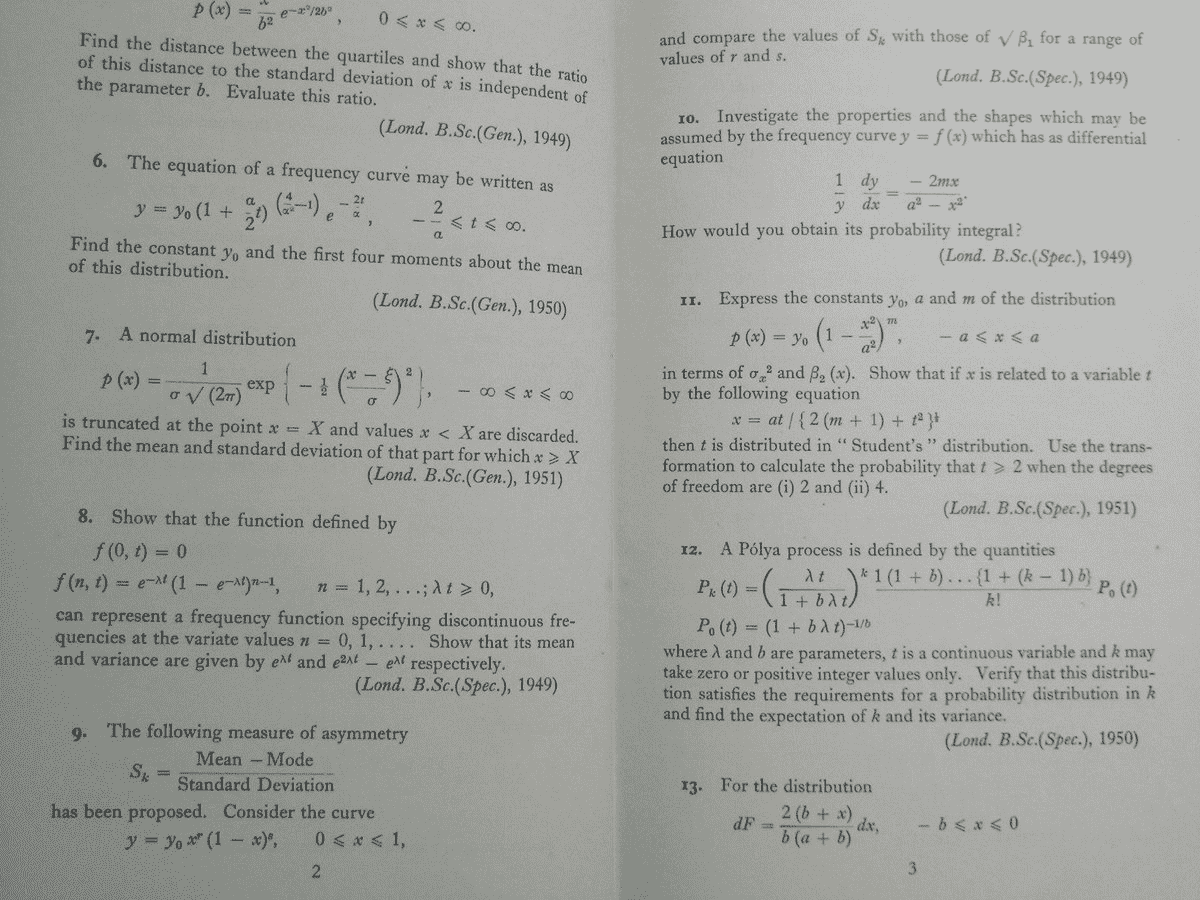 p (x) = x/b² e^(-x²/2b²), 0 ⩽ x ⩽ ∞.
Find the distance between the quartiles and show that the ratio
of this distance to the standard deviation of x is independent of
the parameter b. Evaluate this ratio.
(Lond. B.Sc.(Gen.), 1949)
6. The equation of a frequency curve may be written as
y = y₀ (1 + α/2 t)^(4/α² − 1) e^(−2t/α), − 2/α ⩽ t ⩽ ∞.
Find the constant y₀ and the first four moments about the mean
of this distribution.
(Lond. B.Sc.(Gen.), 1950)
7. A normal distribution
p (x) = 1/(σ √(2π)) exp { − ½ ((x − ξ)/σ)² }, − ∞ ⩽ x ⩽ ∞
is truncated at the point x = X and values x < X are discarded.
Find the mean and standard deviation of that part for which x ⩾ X
(Lond. B.Sc.(Gen.), 1951)
8. Show that the function defined by
f (0, t) = 0
f (n, t) = e^(−λt) (1 − e^(−λt))^(n−1), n = 1, 2, . . .; λt ⩾ 0,
can represent a frequency function specifying discontinuous fre-
quencies at the variate values n = 0, 1, . . . . Show that its mean
and variance are given by e^(λt) and e^(2λt) − e^(λt) respectively.
(Lond. B.Sc.(Spec.), 1949)
9. The following measure of asymmetry
Sₖ = (Mean − Mode)/(Standard Deviation)
has been proposed. Consider the curve
y = y₀ x^r (1 − x)^s, 0 ⩽ x ⩽ 1,
2
and compare the values of Sₖ with those of √ β₁ for a range of
values of r and s.
(Lond. B.Sc.(Spec.), 1949)
10. Investigate the properties and the shapes which may be
assumed by the frequency curve y = f (x) which has as differential
equation
1/y dy/dx = − 2mx/(a² − x²).
How would you obtain its probability integral?
(Lond. B.Sc.(Spec.), 1949)
11. Express the constants y₀, a and m of the distribution
p (x) = y₀ (1 − x²/a²)^m, − a ⩽ x ⩽ a
in terms of σₓ² and β₂ (x). Show that if x is related to a variable t
by the following equation
x = at / { 2 (m + 1) + t² }^½
then t is distributed in " Student's " distribution. Use the trans-
formation to calculate the probability that t ⩾ 2 when the degrees
of freedom are (i) 2 and (ii) 4.
(Lond. B.Sc.(Spec.), 1951)
12. A Pólya process is defined by the quantities
Pₖ (t) = (λ t/(1 + b λ t))^k 1 (1 + b) . . . {1 + (k − 1) b}/k! P₀ (t)
P₀ (t) = (1 + b λ t)^(−1/b)
where λ and b are parameters, t is a continuous variable and k may
take zero or positive integer values only. Verify that this distribu-
tion satisfies the requirements for a probability distribution in k
and find the expectation of k and its variance.
(Lond. B.Sc.(Spec.), 1950)
13. For the distribution
dF = 2 (b + x)/(b (a + b)) dx, − b ⩽ x ⩽ 0
3